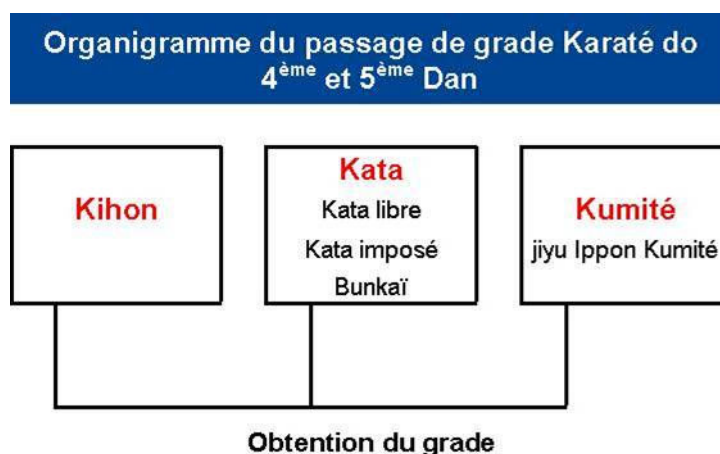 Organigramme du passage de grade Karaté do
4ème et 5ème Dan
Kihon
Kata
Kata libre
Kata imposé
Bunkaï
Kumité
jiyu Ippon Kumité
Obtention du grade